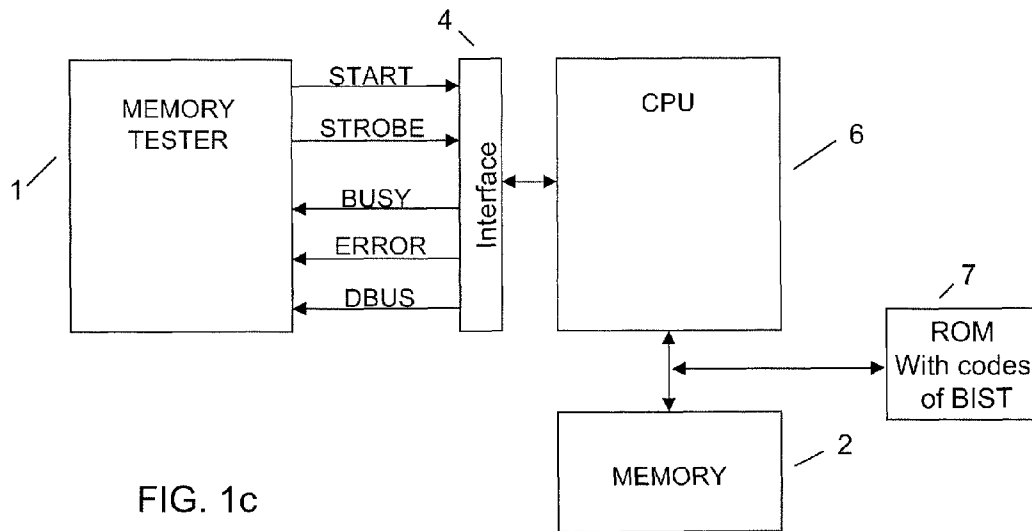 4
START
MEMORY
TESTER
STROBE
BUSY
ERROR
DBUS
1
Interface
CPU
6
7
ROM
With codes
of BIST
MEMORY
2
FIG. 1c